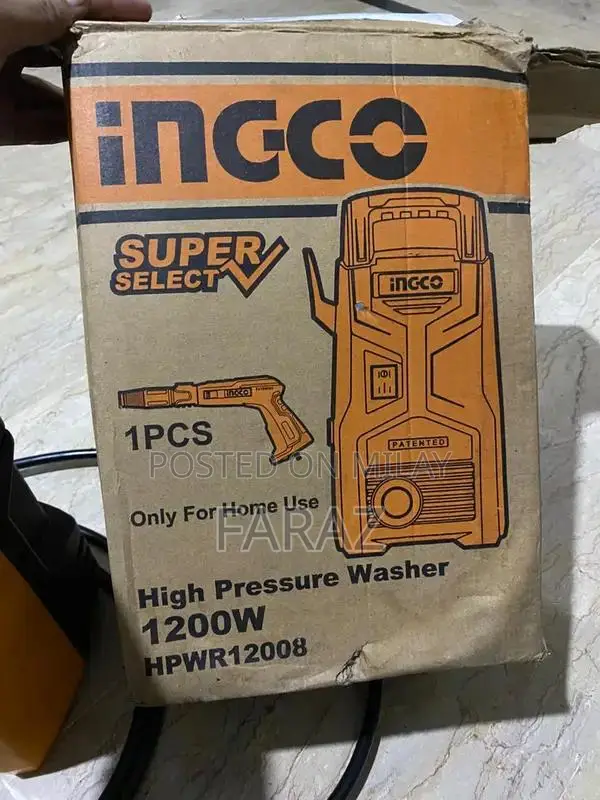 INGCO
SUPER
SELECT
INGCO
INGCO
1PCS
PATENTED
POSTED ON MILAY
Only For Home Use
FARAZ
High Pressure Washer
1200W
HPWR12008